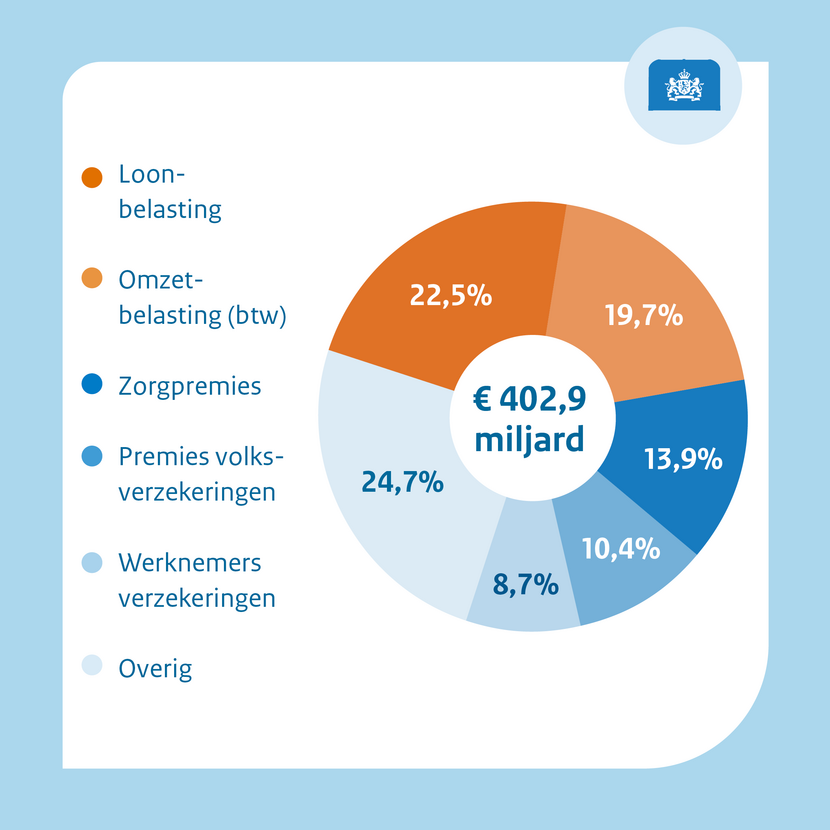 Loon-
belasting
Omzet-
belasting (btw)
Zorgpremies
Premies volks-
verzekeringen
Werknemers
verzekeringen
Overig
22,5%
19,7%
€ 402,9
miljard
13,9%
24,7%
10,4%
8,7%